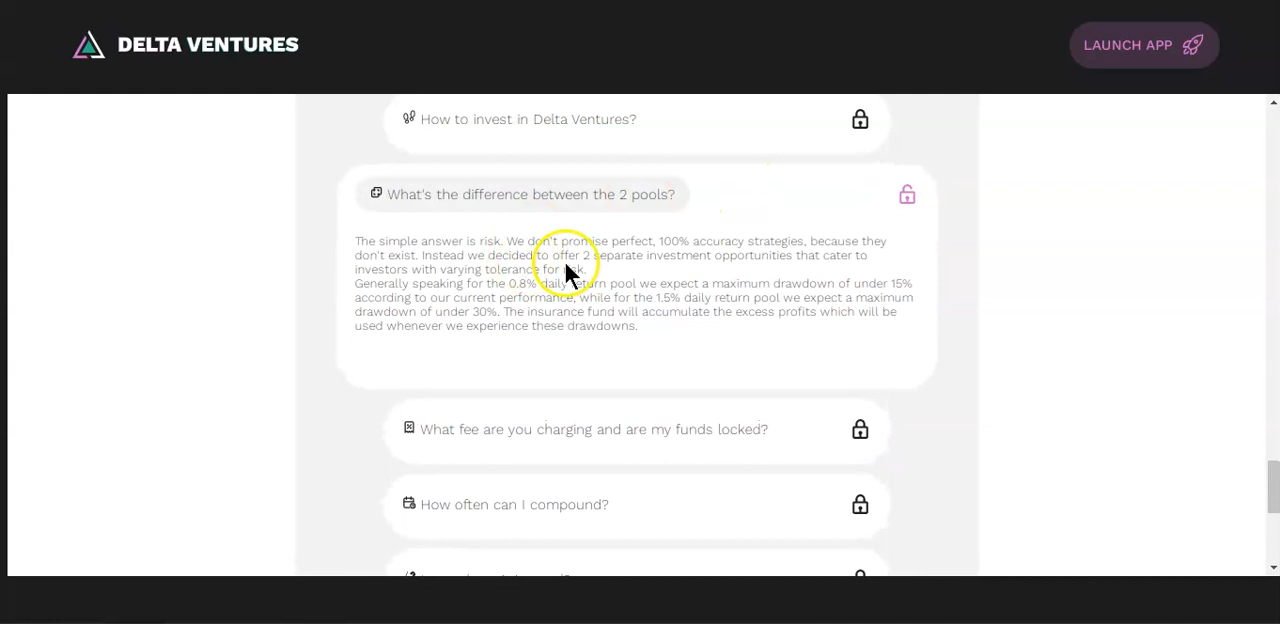 DELTA VENTURES
LAUNCH APP
How to invest in Delta Ventures?
What's the difference between the 2 pools?
The simple answer is risk. We don't promise perfect, 100% accuracy strategies, because they
don't exist. Instead we decided to offer 2 separate investment opportunities that cater to
investors with varying tolerance for risk.
Generally speaking for the 0.8% daily return pool we expect a maximum drawdown of under 15%
according to our current performance, while for the 1.5% daily return pool we expect a maximum
drawdown of under 30%. The insurance fund will accumulate the excess profits which will be
used whenever we experience these drawdowns.
What fee are you charging and are my funds locked?
How often can I compound?